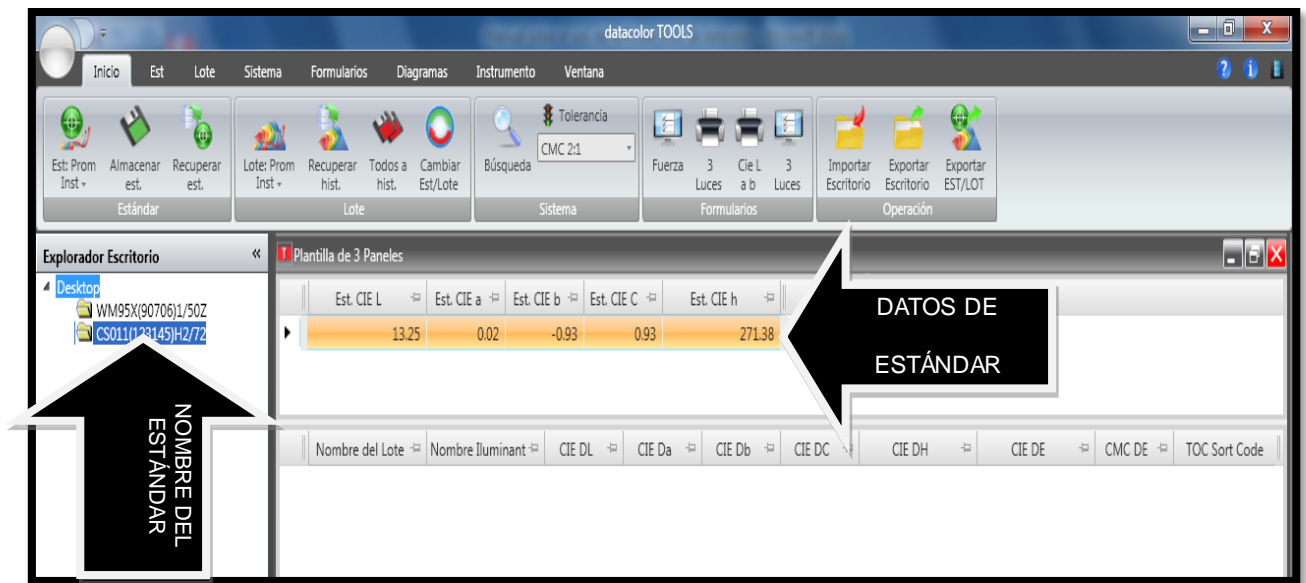 datacolor TOOLS
Inicio Est Lote Sistema Formularios Diagramas Instrumento Ventana
Est: Prom Inst
Almacenar est.
Recuperar est.
Estándar
Lote: Prom Inst
Recuperar hist.
Todos a hist.
Cambiar Est/Lote
Lote
Búsqueda
Tolerancia
CMC 2:1
Sistema
Fuerza
3 Luces
Cie L a b
3 Luces
Formularios
Importar Escritorio
Exportar Escritorio
Exportar EST/LOT
Operación
Explorador Escritorio «
Desktop
WM95X(90706)1/50Z
CS011(123145)H2/72
NOMBRE DEL
ESTÁNDAR
T Plantilla de 3 Paneles
Est. CIE L Est. CIE a Est. CIE b Est. CIE C Est. CIE h
13.25 0.02 -0.93 0.93 271.38
DATOS DE
ESTÁNDAR
Nombre del Lote Nombre Iluminant CIE DL CIE Da CIE Db CIE DC CIE DH CIE DE CMC DE TOC Sort Code